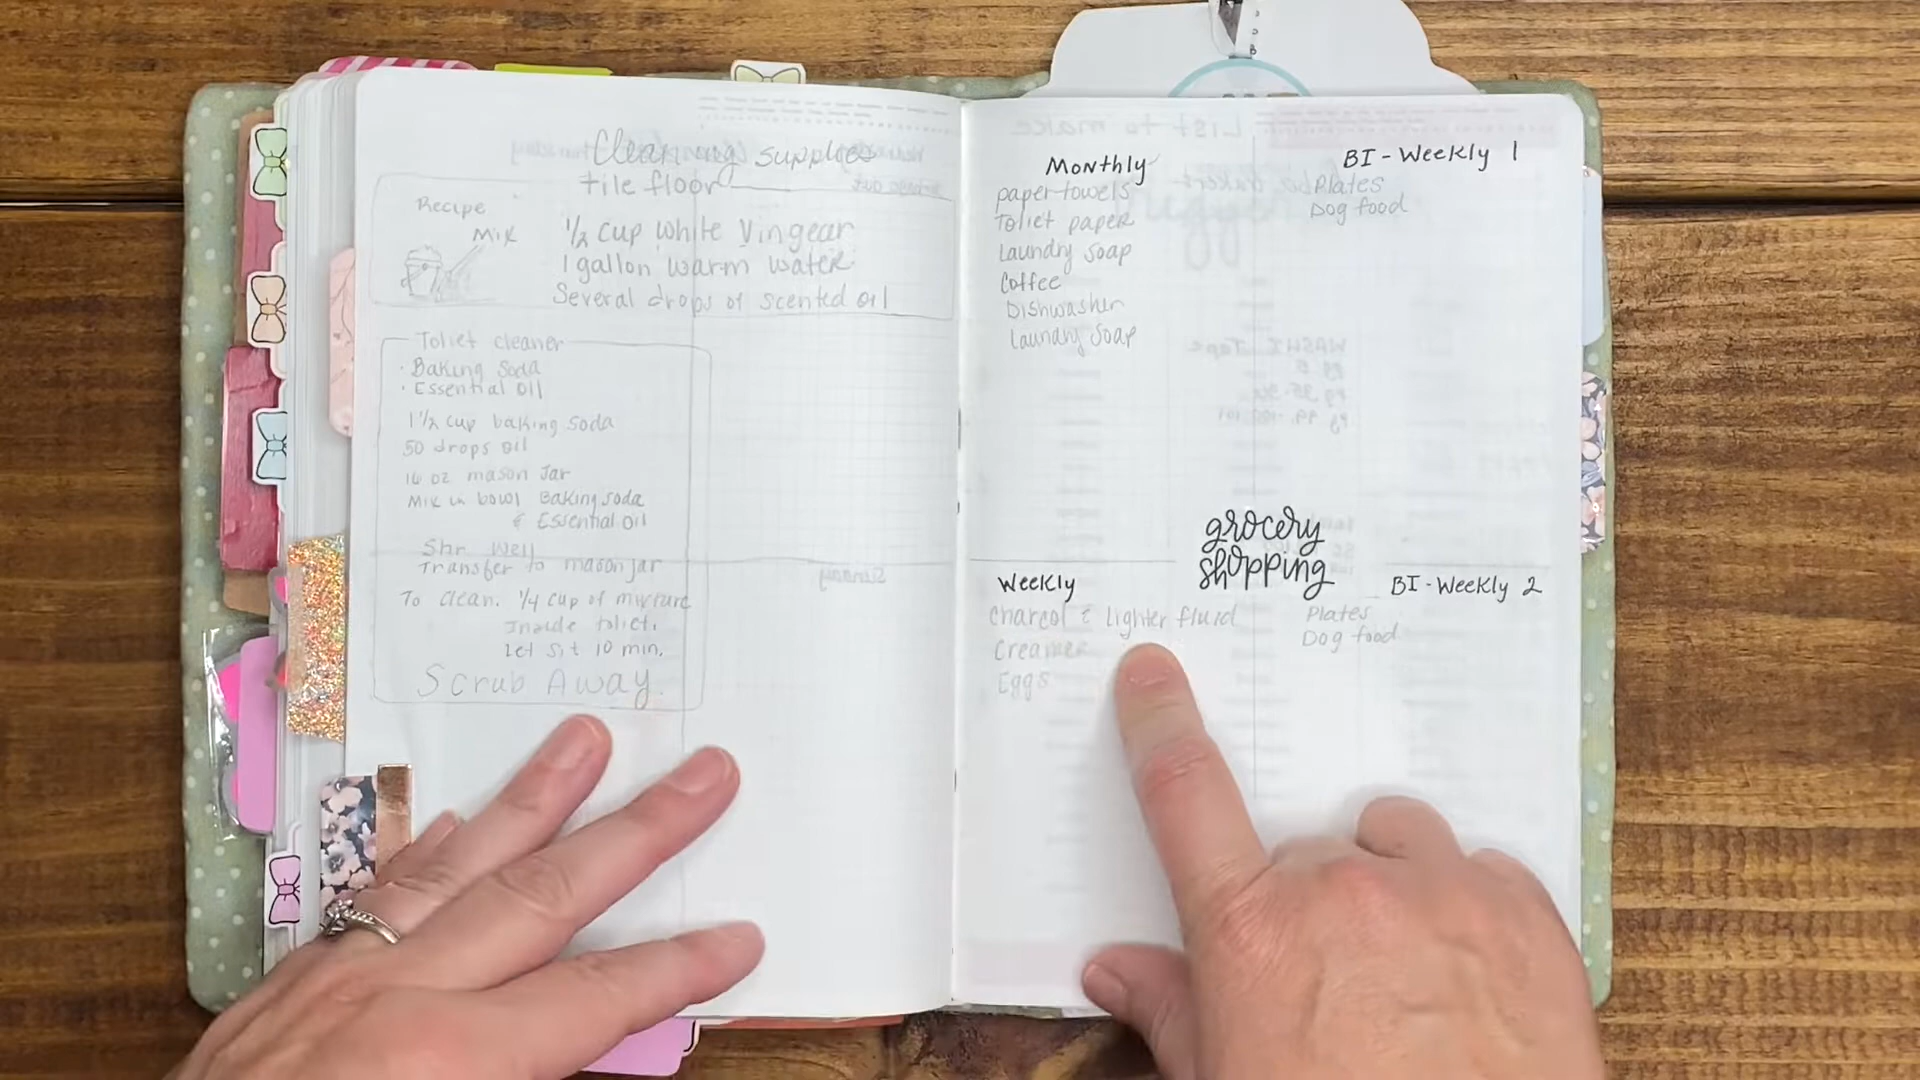 Cleaning supplies
tile floor
Recipe
Mix
1/2 cup white Vingear
1 gallon warm water
Several drops of scented oil
Toliet cleaner
· Baking Soda
· Essential Oil
1 1/2 cup baking soda
50 drops oil
16 oz mason Jar
Mix in bowl Baking soda
& Essential Oil
Stir well
Transfer to mason jar
To clean. 1/4 cup of mixture
Inside toliet.
Let sit 10 min.
Scrub Away.
Monthly
paper towels
Toliet paper
Laundry soap
Coffee
Dishwasher
Laundry Soap
BI-Weekly 1
Plates
Dog food
grocery
shopping
Weekly
Charcol & Lighter fluid
Creamer
Eggs
BI-Weekly 2
Plates
Dog food